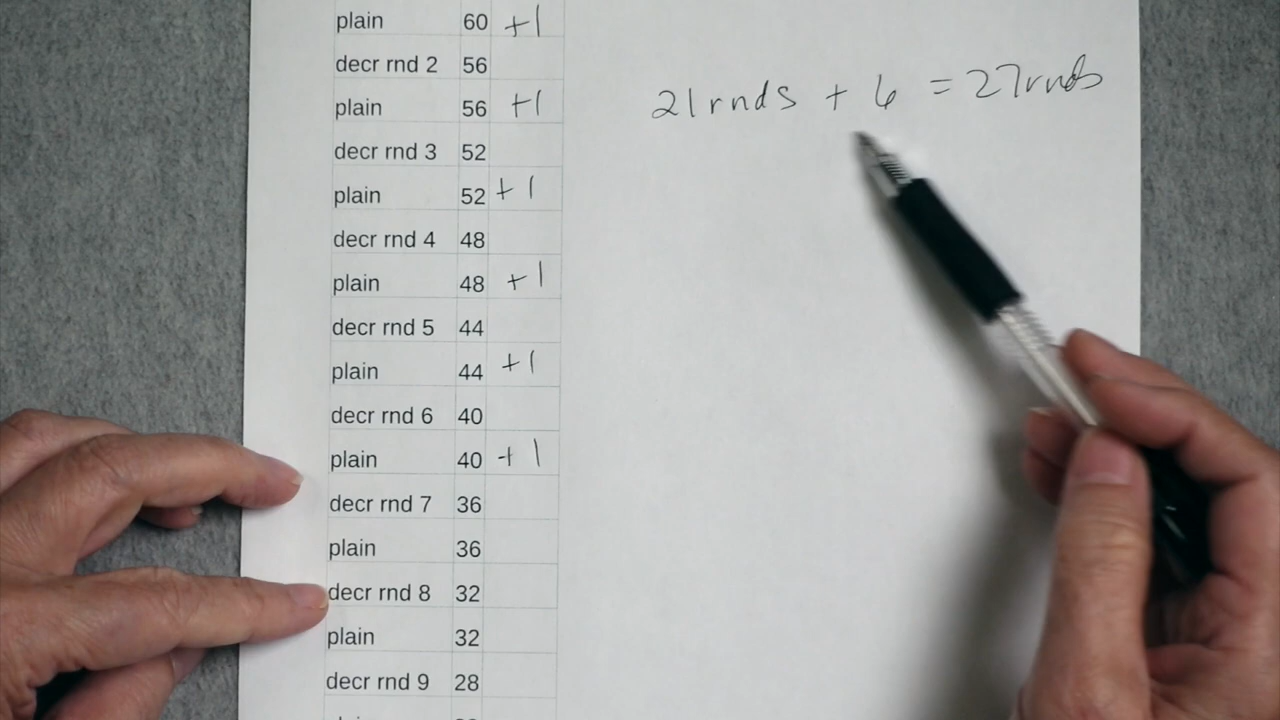 plain 60 +1
decr rnd 2 56
plain 56 +1
decr rnd 3 52
plain 52 +1
decr rnd 4 48
plain 48 +1
decr rnd 5 44
plain 44 +1
decr rnd 6 40
plain 40 +1
decr rnd 7 36
plain 36
decr rnd 8 32
plain 32
decr rnd 9 28
21 rnds + 6 = 27 rnds